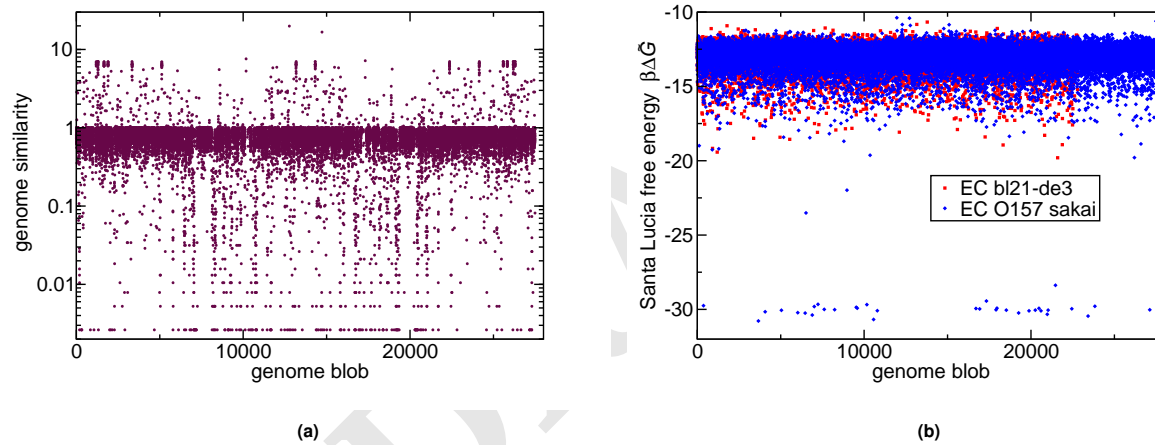 10
1
0.1
0.01
genome similarity
0 10000 20000
genome blob
(a)
-10
-15
-20
-25
-30
Santa Lucia free energy βΔG̃
EC bl21-de3
EC O157 sakai
0 10000 20000
genome blob
(b)